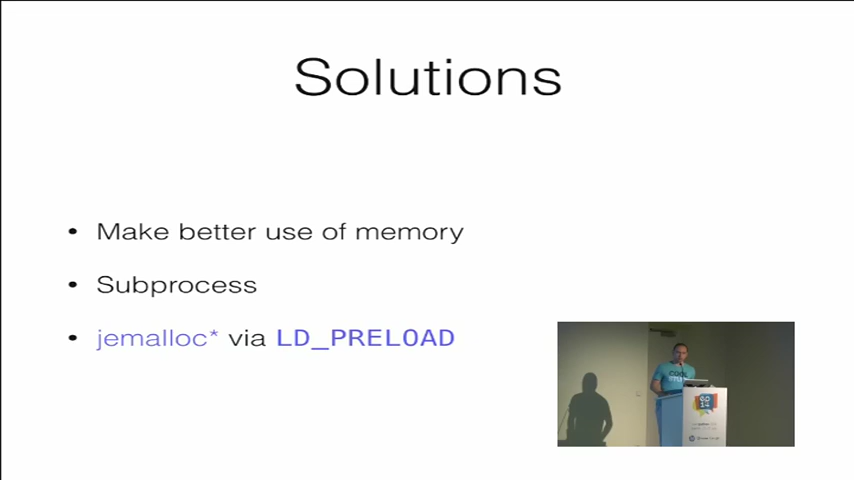 Solutions
• Make better use of memory
• Subprocess
• jemalloc* via LD_PRELOAD